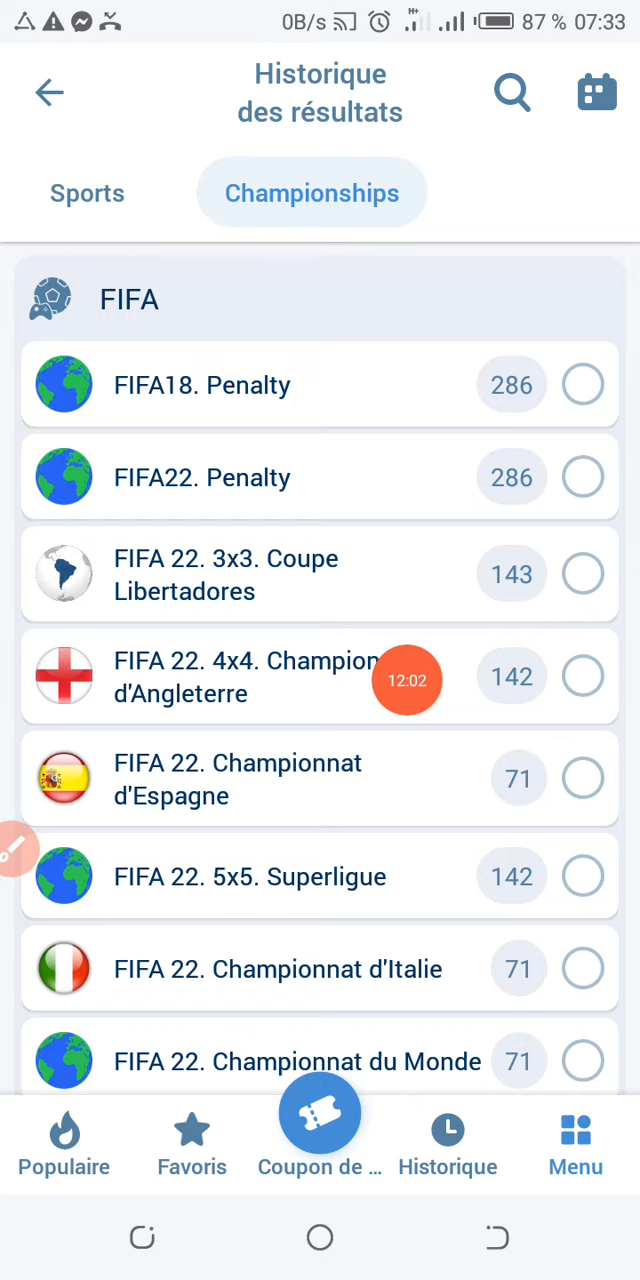 0B/s H+ 87 % 07:33
Historique
des résultats
Sports Championships
FIFA
FIFA18. Penalty 286
FIFA22. Penalty 286
FIFA 22. 3x3. Coupe
Libertadores 143
FIFA 22. 4x4. Champion
d'Angleterre 142
12:02
FIFA 22. Championnat
d'Espagne 71
FIFA 22. 5x5. Superligue 142
FIFA 22. Championnat d'Italie 71
FIFA 22. Championnat du Monde 71
Populaire Favoris Coupon de ... Historique Menu